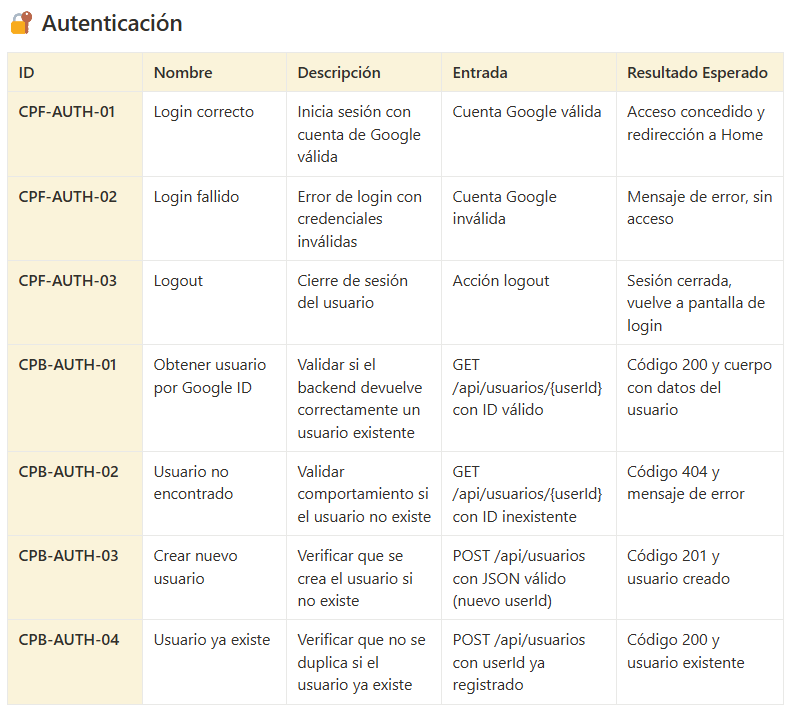 Autenticación
ID Nombre Descripción Entrada Resultado Esperado
CPF-AUTH-01 Login correcto Inicia sesión con cuenta de Google válida Cuenta Google válida Acceso concedido y redirección a Home
CPF-AUTH-02 Login fallido Error de login con credenciales inválidas Cuenta Google inválida Mensaje de error, sin acceso
CPF-AUTH-03 Logout Cierre de sesión del usuario Acción logout Sesión cerrada, vuelve a pantalla de login
CPB-AUTH-01 Obtener usuario por Google ID Validar si el backend devuelve correctamente un usuario existente GET /api/usuarios/{userId} con ID válido Código 200 y cuerpo con datos del usuario
CPB-AUTH-02 Usuario no encontrado Validar comportamiento si el usuario no existe GET /api/usuarios/{userId} con ID inexistente Código 404 y mensaje de error
CPB-AUTH-03 Crear nuevo usuario Verificar que se crea el usuario si no existe POST /api/usuarios con JSON válido (nuevo userId) Código 201 y usuario creado
CPB-AUTH-04 Usuario ya existe Verificar que no se duplica si el usuario ya existe POST /api/usuarios con userId ya registrado Código 200 y usuario existente